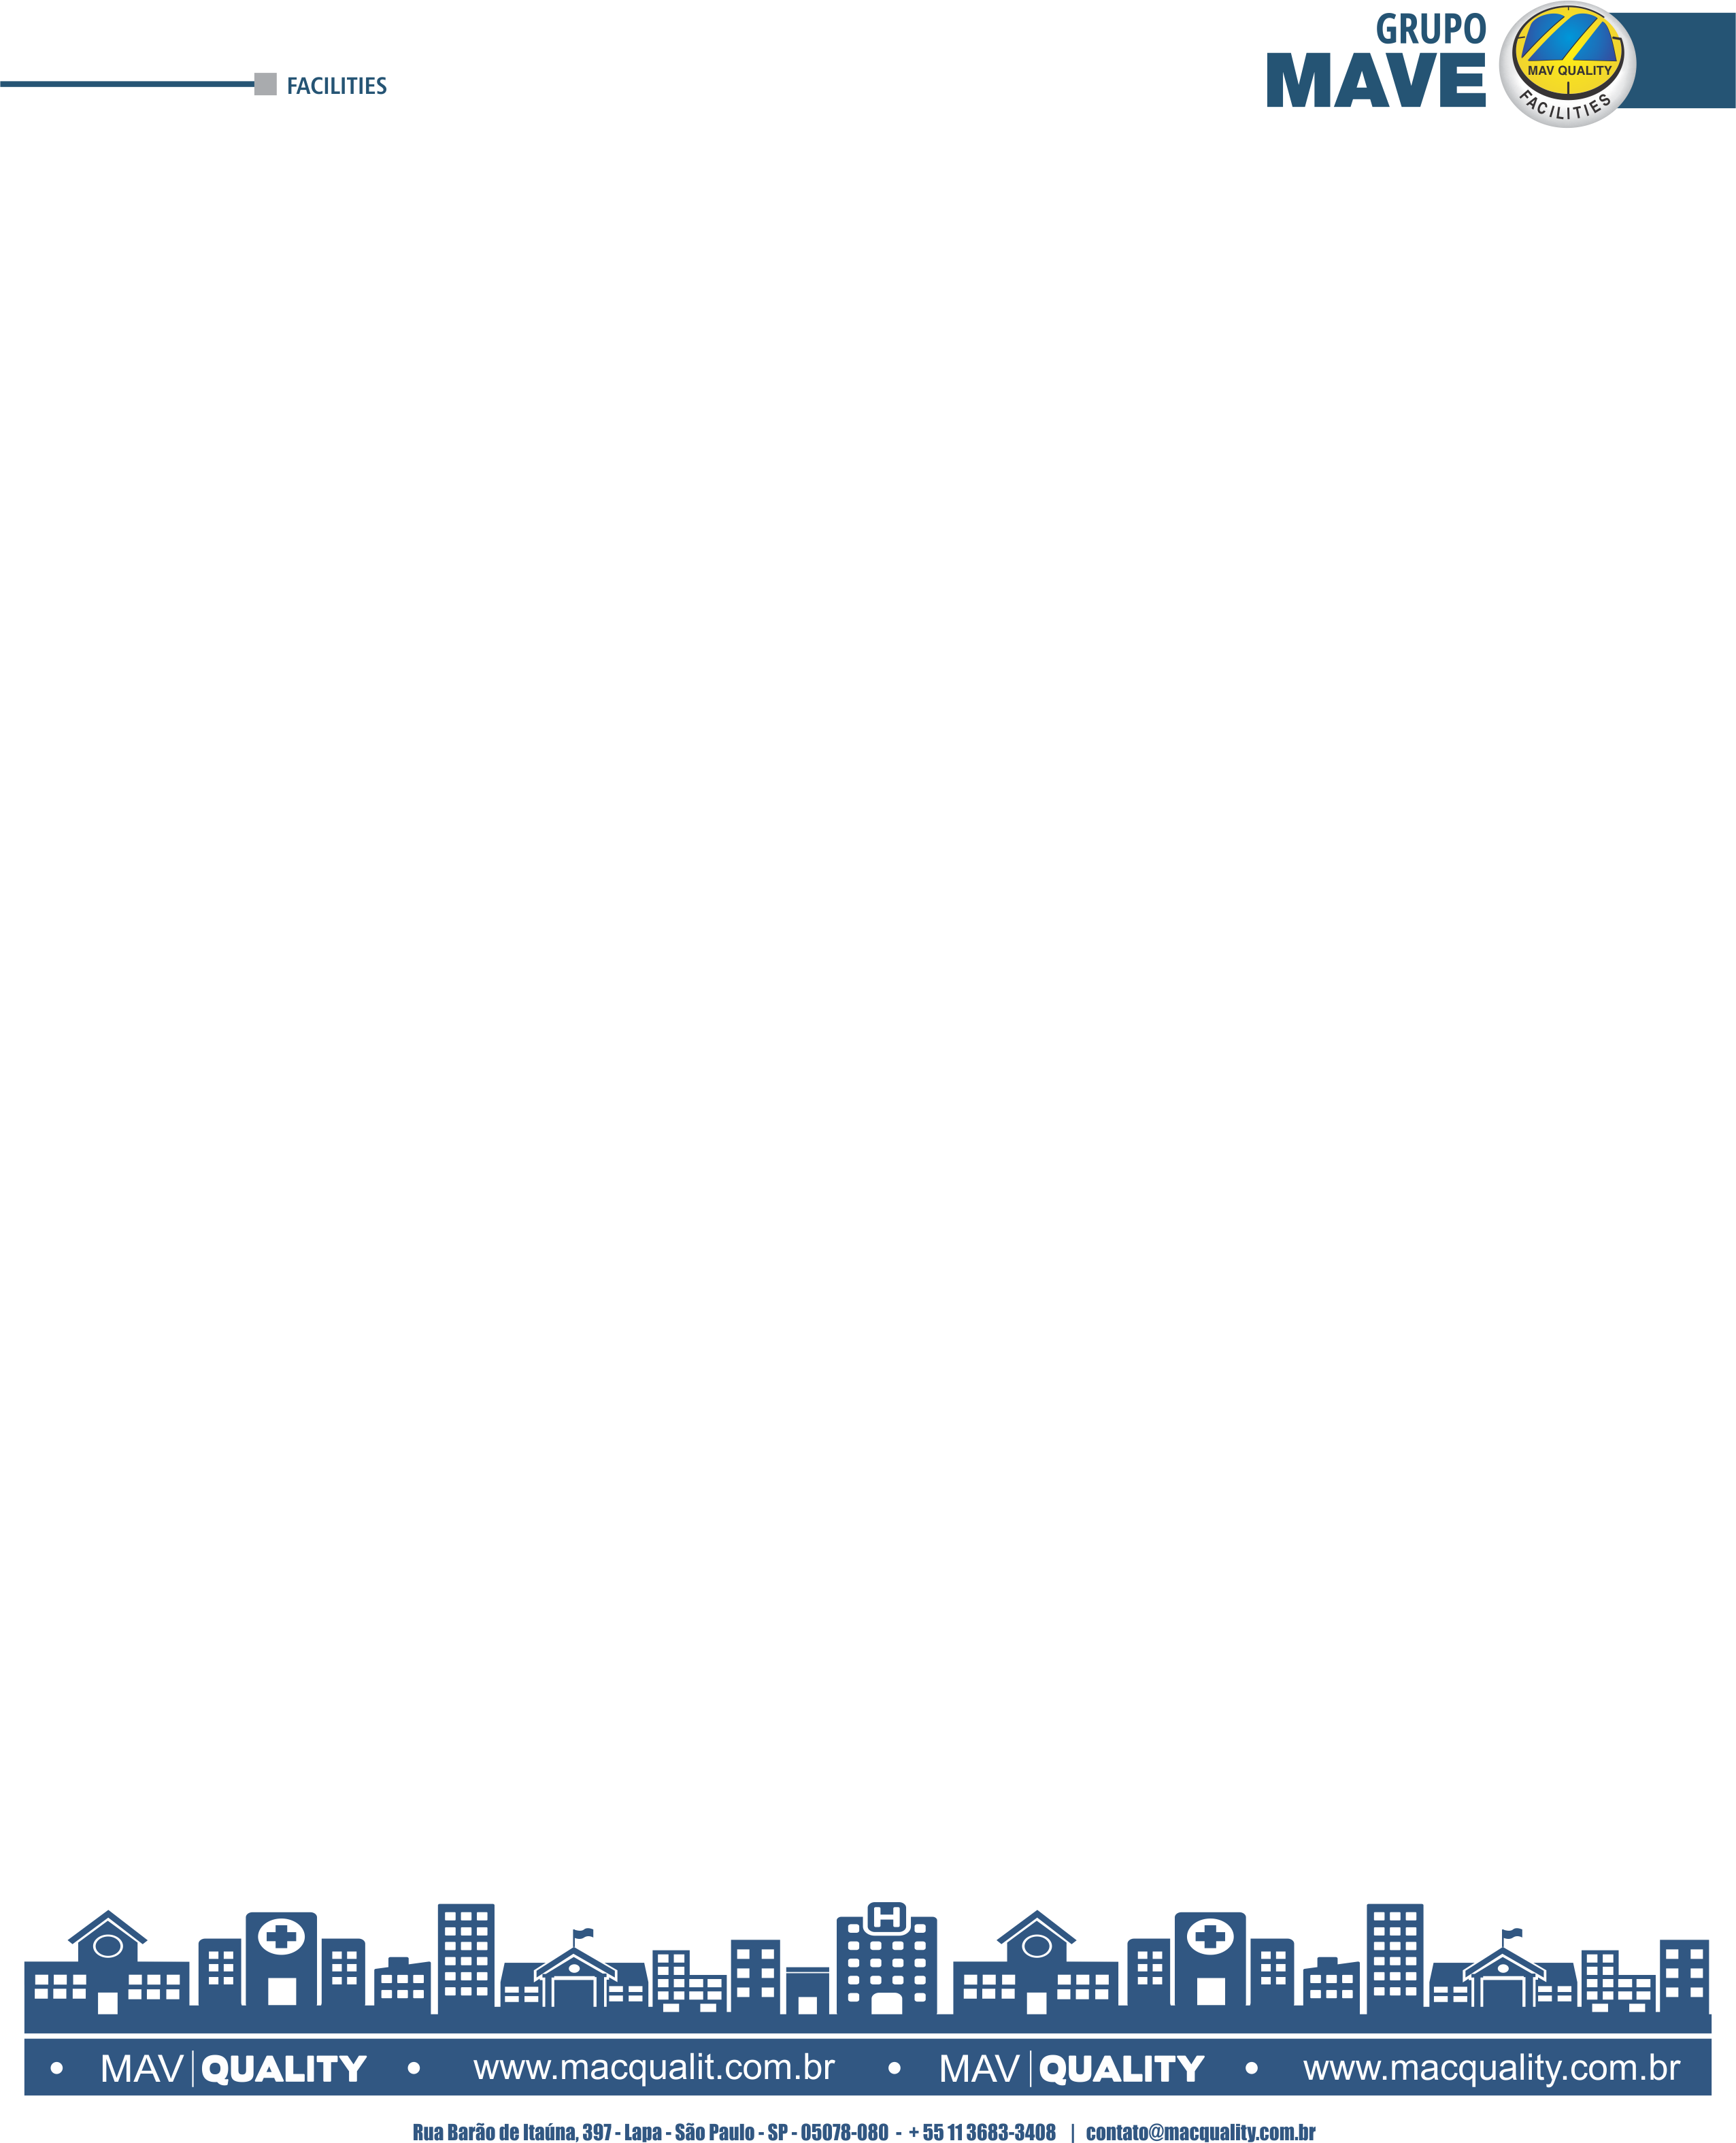 GRUPO
MAVE
MAV QUALITY
FACILITIES
FACILITIES
H
• MAV | QUALITY • www.macqualit.com.br • MAV | QUALITY • www.macquality.com.br
Rua Barão de Itaúna, 397 - Lapa - São Paulo - SP - 05078-080 - + 55 11 3683-3408 | contato@macquality.com.br